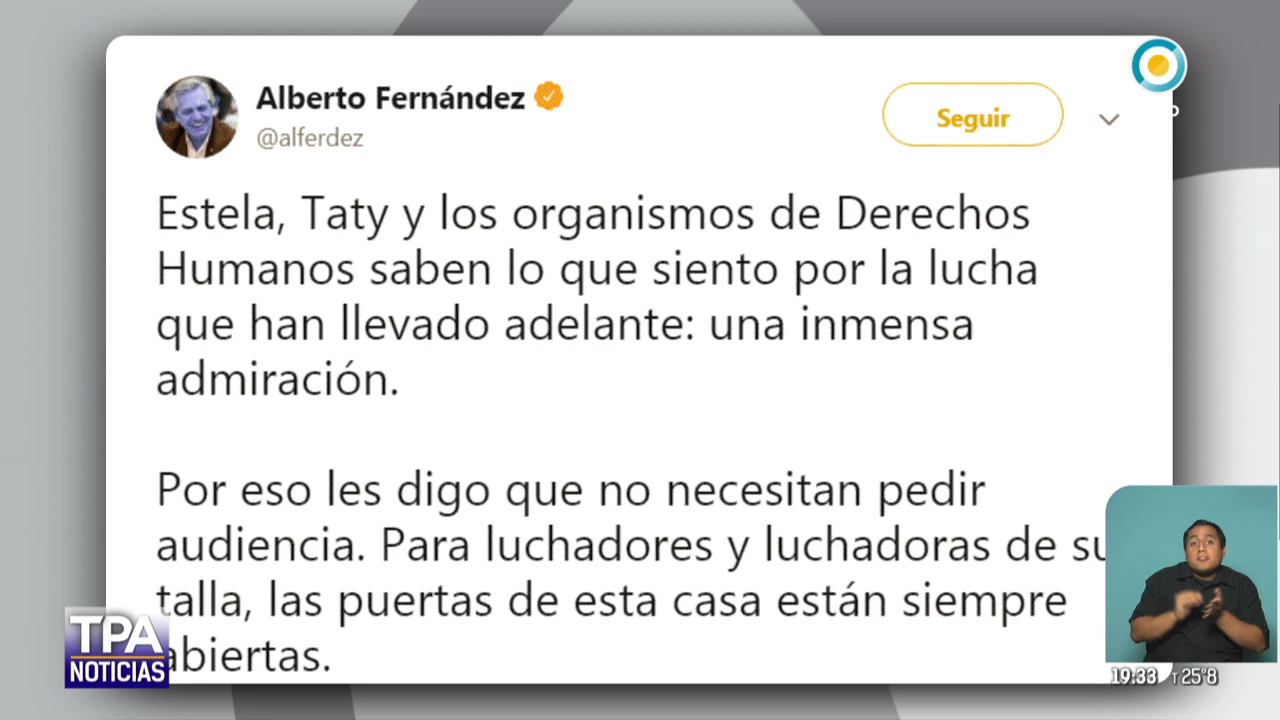 Alberto Fernández
@alferdez
Seguir
Estela, Taty y los organismos de Derechos
Humanos saben lo que siento por la lucha
que han llevado adelante: una inmensa
admiración.
Por eso les digo que no necesitan pedir
audiencia. Para luchadores y luchadoras de su
talla, las puertas de esta casa están siempre
abiertas.
TPA
NOTICIAS
19:33 T 25°8